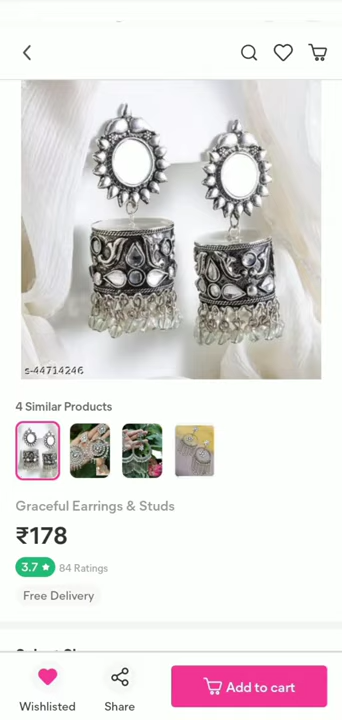 s-44714246
4 Similar Products
Graceful Earrings & Studs
₹178
3.7 ★ 84 Ratings
Free Delivery
Wishlisted
Share
Add to cart